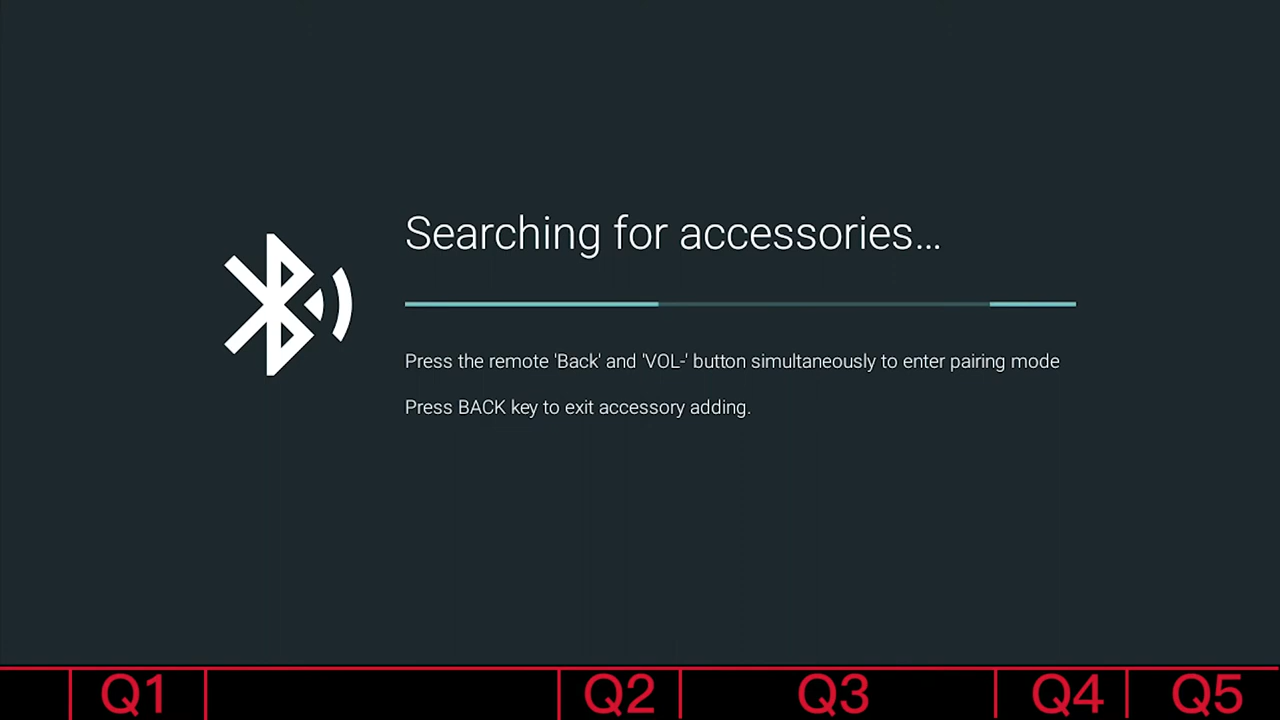 Searching for accessories...
Press the remote 'Back' and 'VOL-' button simultaneously to enter pairing mode
Press BACK key to exit accessory adding.
Q1 Q2 Q3 Q4 Q5